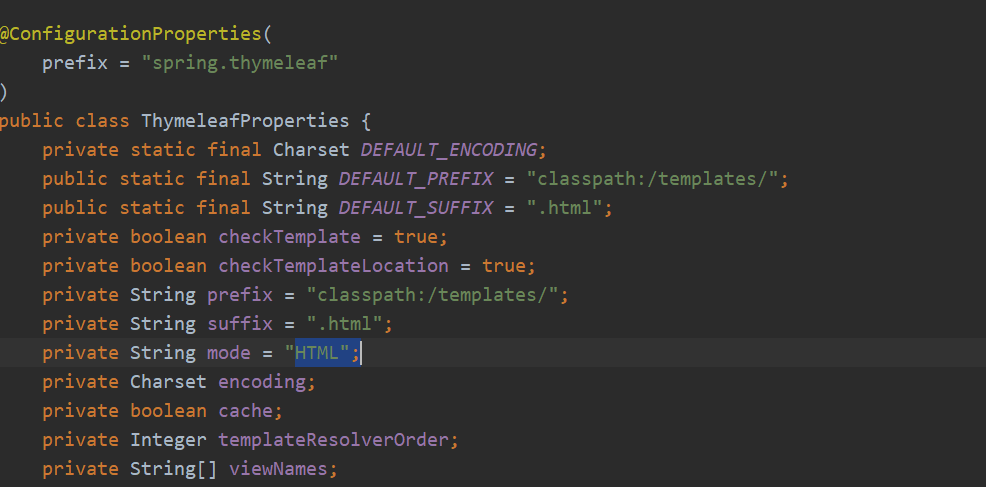 @ConfigurationProperties(
    prefix = "spring.thymeleaf"
)
public class ThymeleafProperties {
    private static final Charset DEFAULT_ENCODING;
    public static final String DEFAULT_PREFIX = "classpath:/templates/";
    public static final String DEFAULT_SUFFIX = ".html";
    private boolean checkTemplate = true;
    private boolean checkTemplateLocation = true;
    private String prefix = "classpath:/templates/";
    private String suffix = ".html";
    private String mode = "HTML";
    private Charset encoding;
    private boolean cache;
    private Integer templateResolverOrder;
    private String[] viewNames;